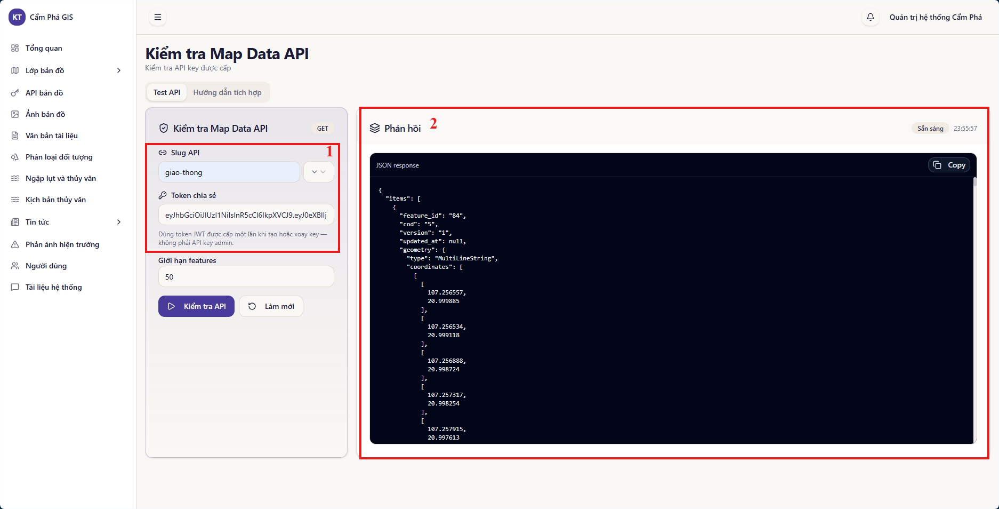 KT Cẩm Phả GIS
Quản trị hệ thống Cẩm Phả
Tổng quan
Lớp bản đồ
API bản đồ
Ảnh bản đồ
Văn bản tài liệu
Phân loại đối tượng
Ngập lụt và thủy văn
Kịch bản thủy văn
Tin tức
Phản ánh hiện trường
Người dùng
Tài liệu hệ thống
Kiểm tra Map Data API
Kiểm tra API key được cấp
Test API
Hướng dẫn tích hợp
Kiểm tra Map Data API
GET
1
Slug API
giao-thong
Token chia sẻ
eyJhbGciOiJIUzI1NiIsInR5cCI6IkpXVCJ9.eyJ0eXBlIj
Dùng token JWT được cấp một lần khi tạo hoặc xoay key —
không phải API key admin.
Giới hạn features
50
Kiểm tra API
Làm mới
Phản hồi 2
Sẵn sàng 23:55:57
JSON response
Copy
{
"items": [
{
"feature_id": "84",
"cod": "5",
"version": "1",
"updated_at": null,
"geometry": {
"type": "MultiLineString",
"coordinates": [
[
[
107.256557,
20.999885
],
[
107.256534,
20.999118
],
[
107.256888,
20.998724
],
[
107.257317,
20.998254
],
[
107.257915,
20.997613